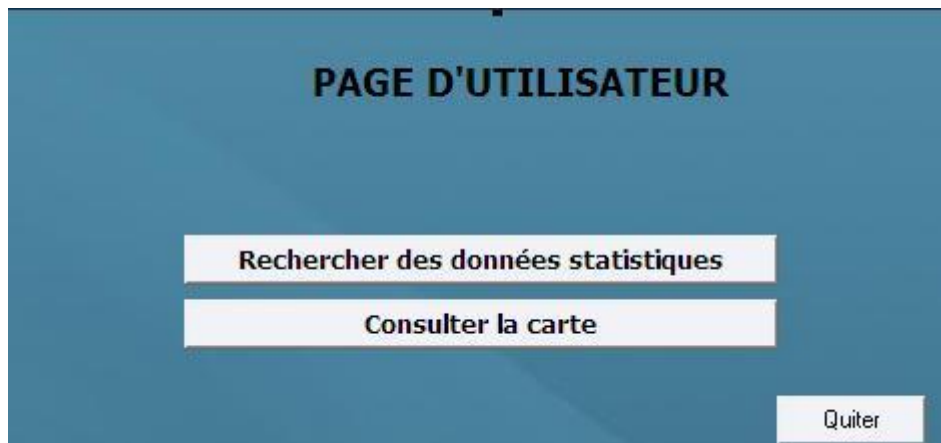 PAGE D'UTILISATEUR
Rechercher des données statistiques
Consulter la carte
Quiter